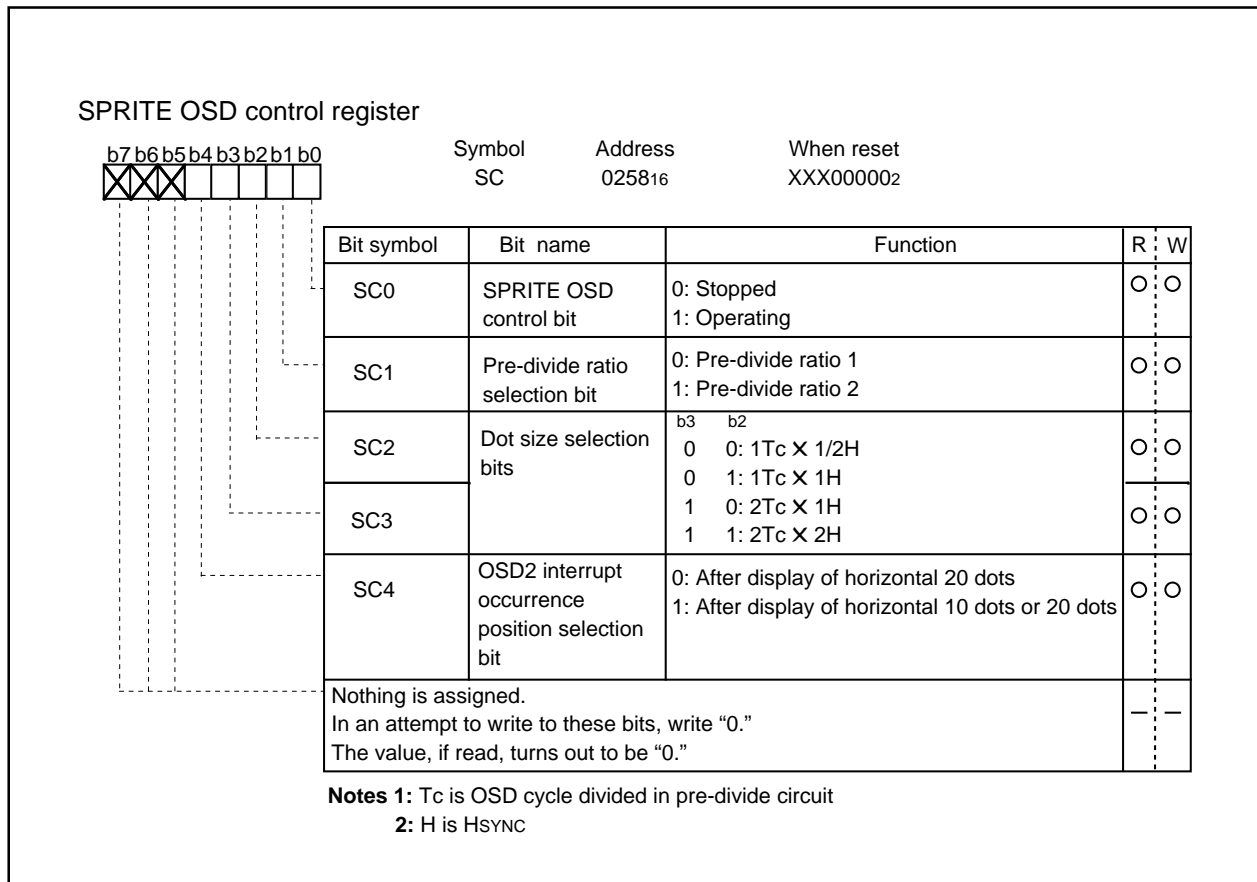 SPRITE OSD control register
b7 b6 b5 b4 b3 b2 b1 b0
Symbol Address When reset
SC 025816 XXX000002
Bit symbol Bit name Function R W
SC0 SPRITE OSD control bit 0: Stopped
1: Operating
SC1 Pre-divide ratio selection bit 0: Pre-divide ratio 1
1: Pre-divide ratio 2
SC2 Dot size selection bits b3 b2
0 0: 1Tc X 1/2H
0 1: 1Tc X 1H
SC3 1 0: 2Tc X 1H
1 1: 2Tc X 2H
SC4 OSD2 interrupt occurrence position selection bit 0: After display of horizontal 20 dots
1: After display of horizontal 10 dots or 20 dots
Nothing is assigned.
In an attempt to write to these bits, write “0.”
The value, if read, turns out to be “0.”
Notes 1: Tc is OSD cycle divided in pre-divide circuit
2: H is HSYNC